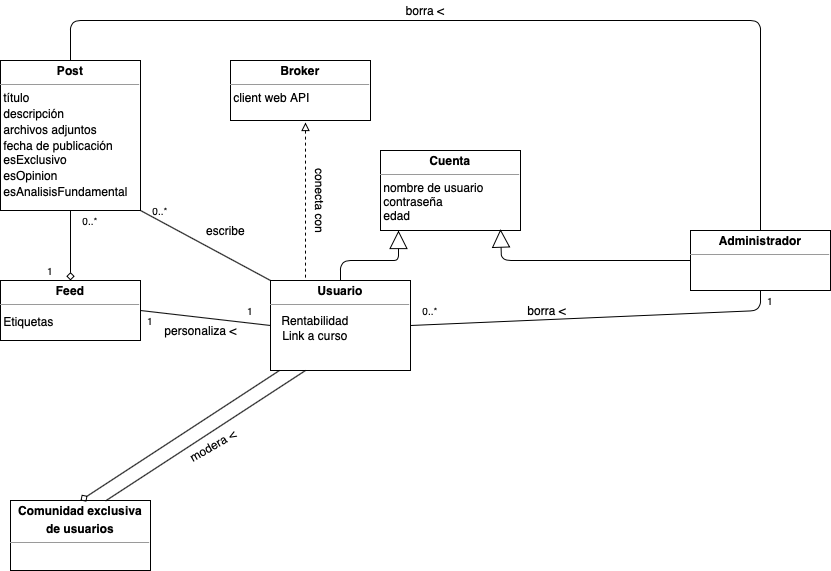 borra <
Post
título
descripción
archivos adjuntos
fecha de publicación
esExclusivo
esOpinion
esAnalisisFundamental
Broker
client web API
conecta con
Cuenta
nombre de usuario
contraseña
edad
Administrador
0..*
0..*
escribe
1
Feed
Etiquetas
1
personaliza <
1
Usuario
Rentabilidad
Link a curso
0..*
borra <
1
modera <
Comunidad exclusiva
de usuarios